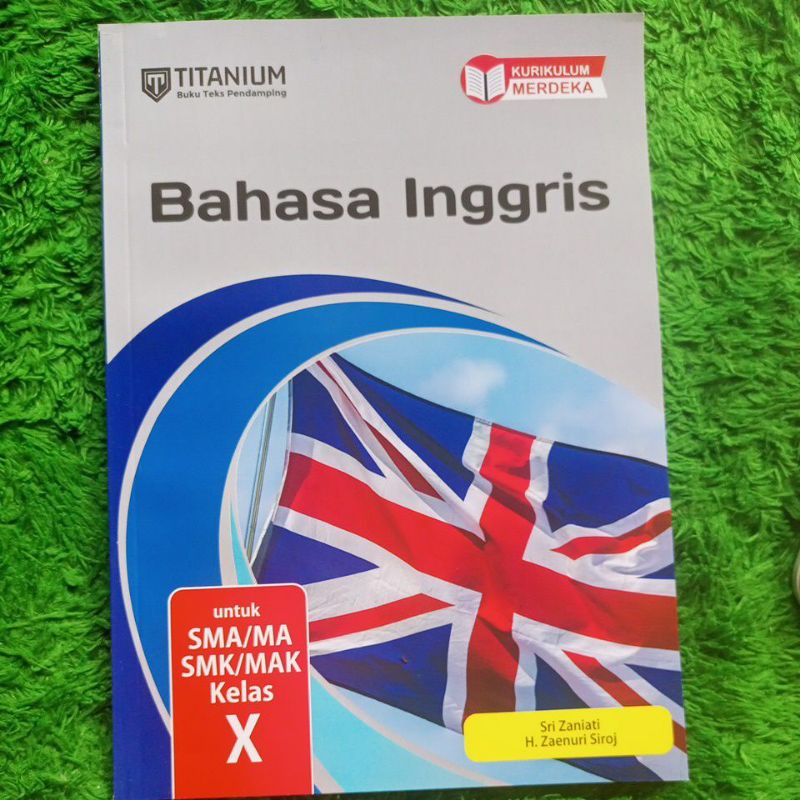 TITANIUM
Buku Teks Pendamping
KURIKULUM
MERDEKA
Bahasa Inggris
untuk
SMA/MA
SMK/MAK
Kelas
X
Sri Zaniati
H. Zaenuri Siroj